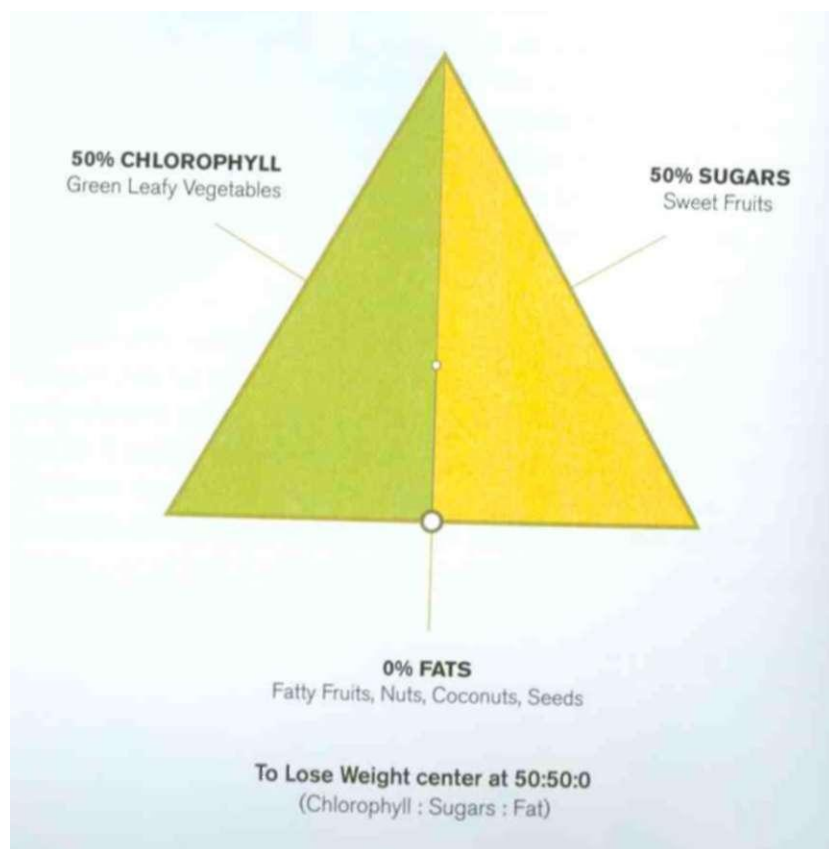 50% CHLOROPHYLL
Green Leafy Vegetables
50% SUGARS
Sweet Fruits
0% FATS
Fatty Fruits, Nuts, Coconuts, Seeds
To Lose Weight center at 50:50:0
(Chlorophyll : Sugars : Fat)